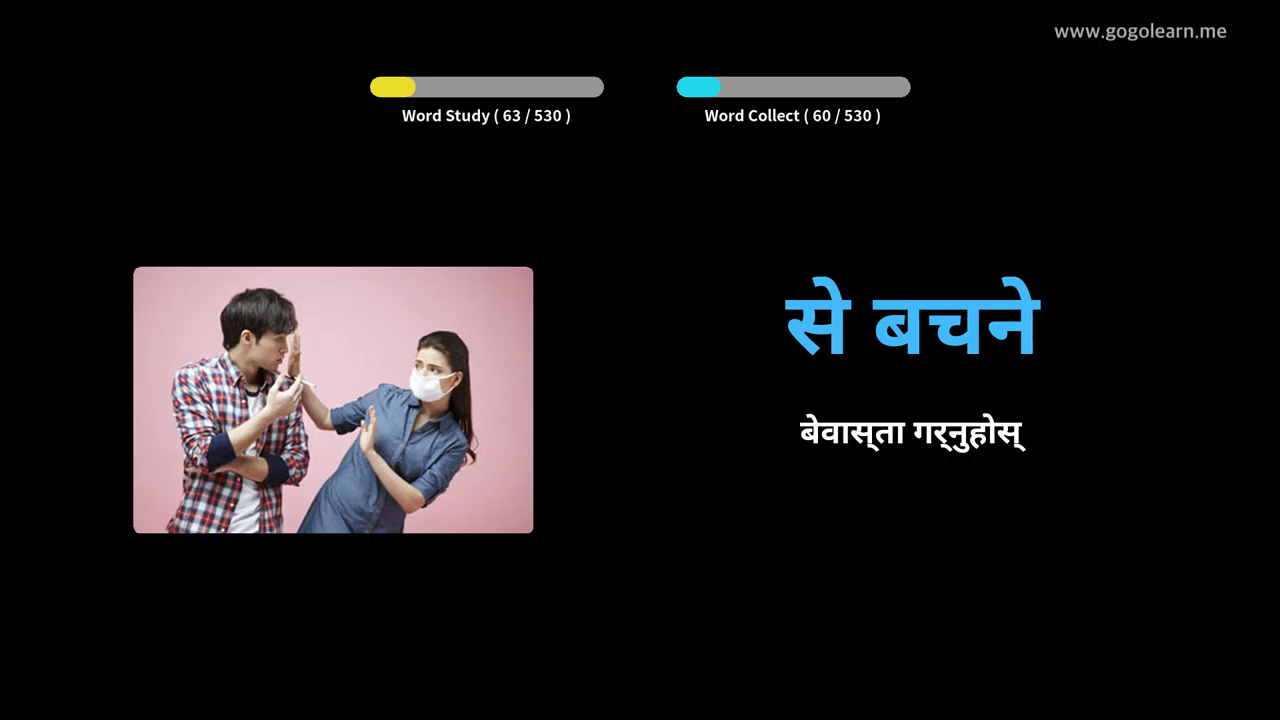 www.gogolearn.me
Word Study ( 63 / 530 )
Word Collect ( 60 / 530 )
से बचने
बेवास्‌ता गर्‌नुहोस्